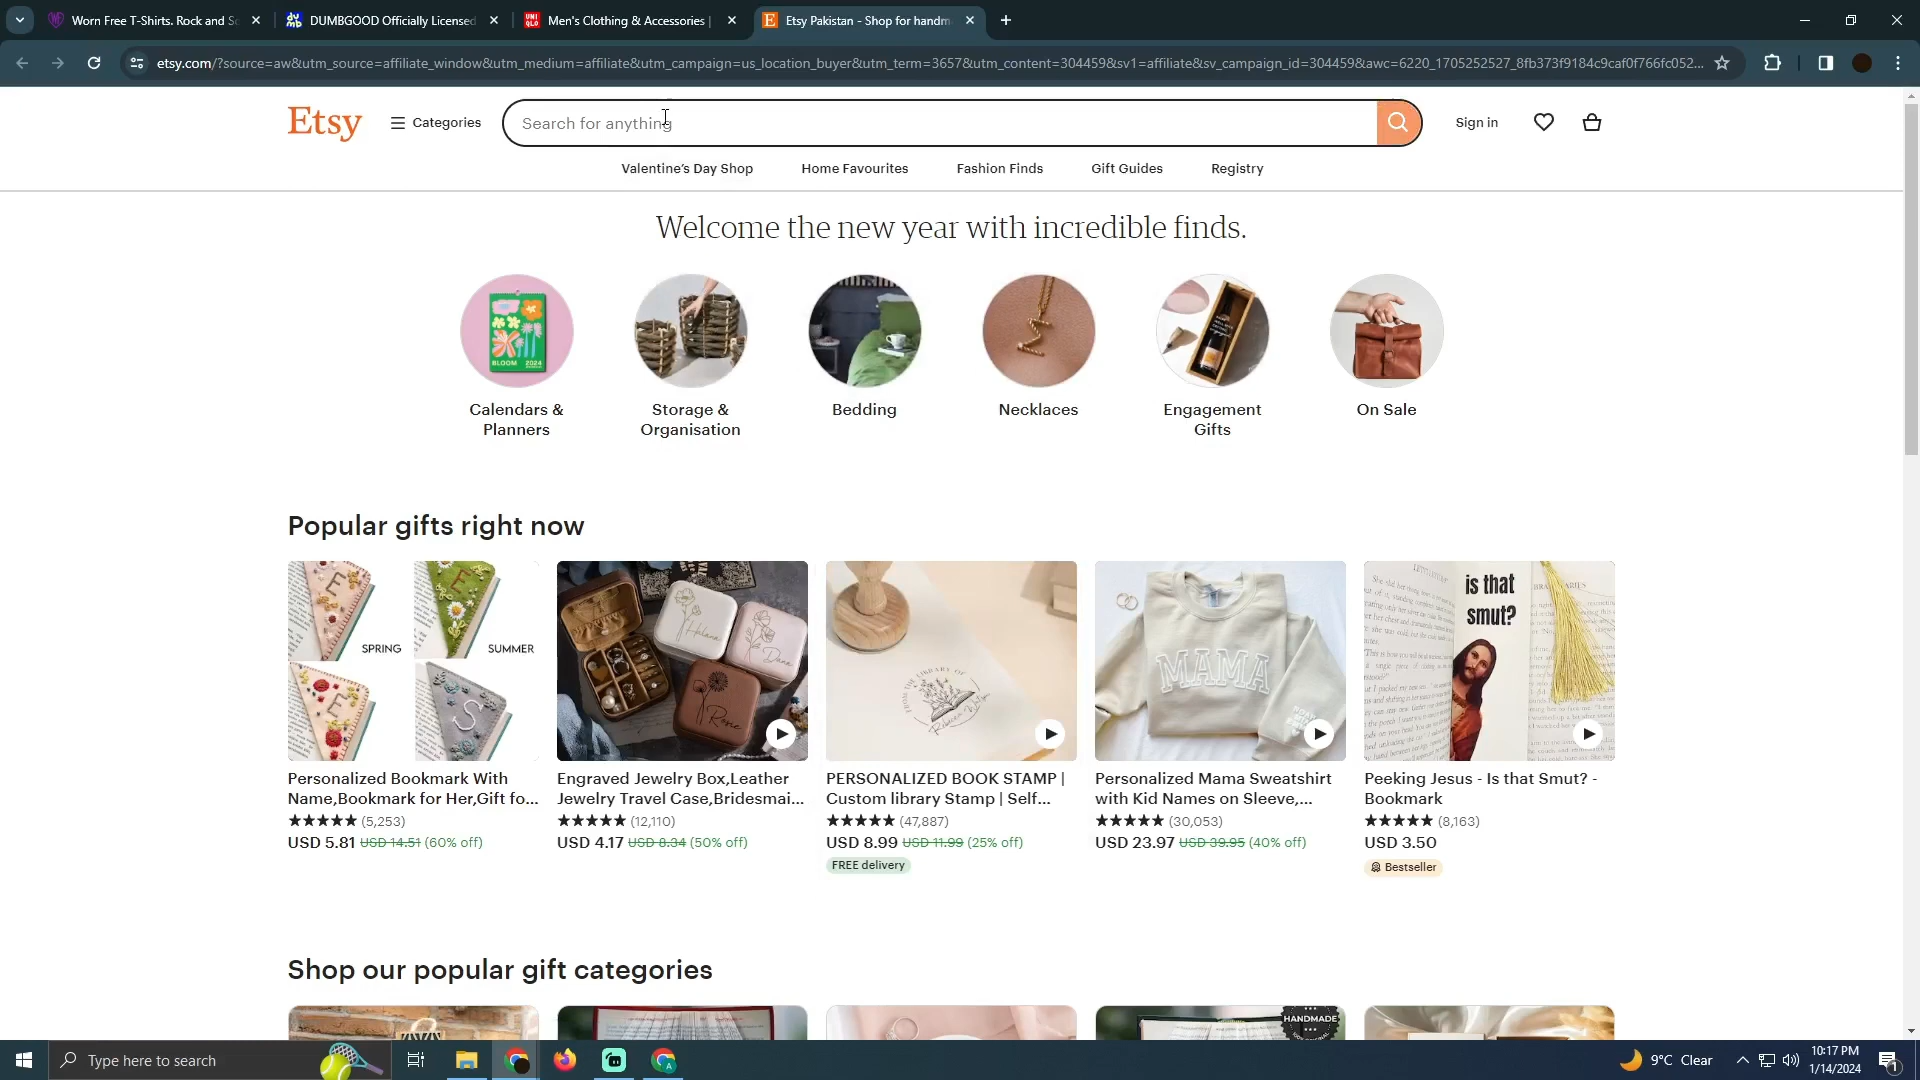 Worn Free T-Shirts. Rock and So
DUMBGOOD Officially Licensed
Men's Clothing & Accessories |
Etsy Pakistan - Shop for handm
etsy.com/?source=aw&utm_source=affiliate_window&utm_medium=affiliate&utm_campaign=us_location_buyer&utm_term=3657&utm_content=304459&sv1=affiliate&sv_campaign_id=304459&awc=6220_1705252527_8fb373f9184c9caf0f766fc052...
Etsy
Categories
Search for anything
Sign in
Valentine's Day Shop
Home Favourites
Fashion Finds
Gift Guides
Registry
Welcome the new year with incredible finds.
BLOOM 2024
Calendars &
Planners
Storage &
Organisation
Bedding
Necklaces
Engagement
Gifts
On Sale
Popular gifts right now
SPRING
SUMMER
MAMA
is that
smut?
Personalized Bookmark With
Name,Bookmark for Her,Gift fo...
(5,253)
USD 5.81 USD 14.51 (60% off)
Engraved Jewelry Box,Leather
Jewelry Travel Case,Bridesmai...
(12,110)
USD 4.17 USD 8.34 (50% off)
PERSONALIZED BOOK STAMP |
Custom library Stamp | Self...
(47,887)
USD 8.99 USD 11.99 (25% off)
FREE delivery
Personalized Mama Sweatshirt
with Kid Names on Sleeve,...
(30,053)
USD 23.97 USD 39.95 (40% off)
Peeking Jesus - Is that Smut? -
Bookmark
(8,163)
USD 3.50
Bestseller
Shop our popular gift categories
HANDMADE
Type here to search
9°C Clear
10:17 PM
1/14/2024
1